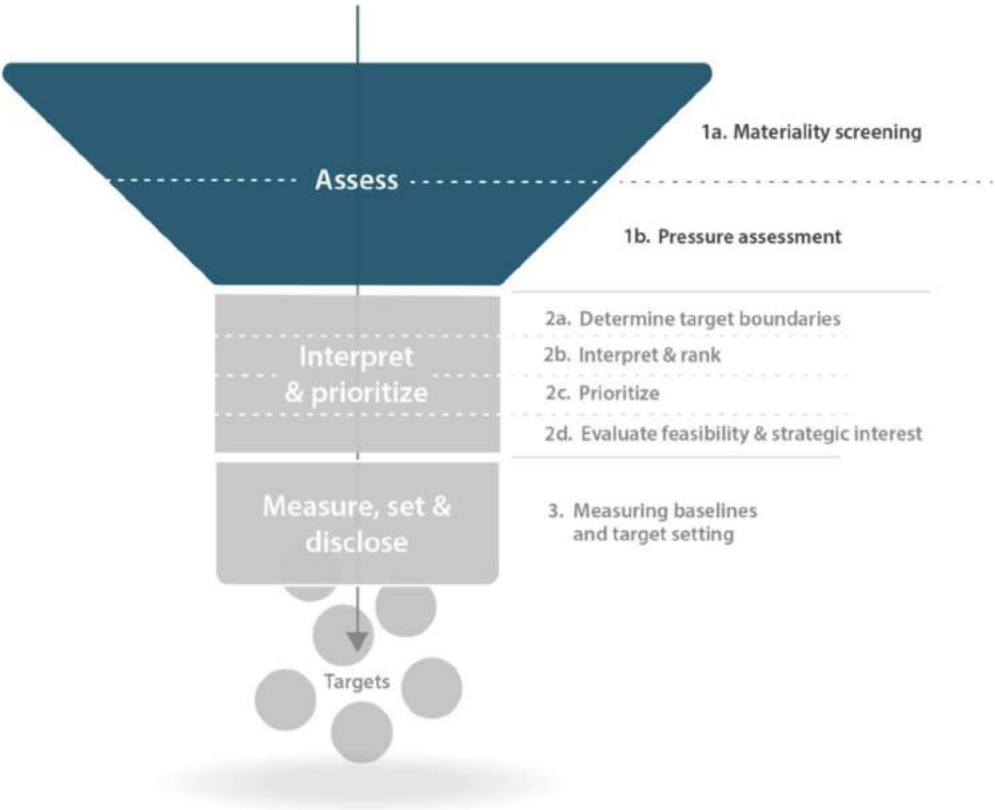 1a. Materiality screening
Assess
1b. Pressure assessment
2a. Determine target boundaries
Interpret
& prioritize
2b. Interpret & rank
2c. Prioritize
2d. Evaluate feasibility & strategic interest
Measure, set &
disclose
3. Measuring baselines
and target setting
Targets